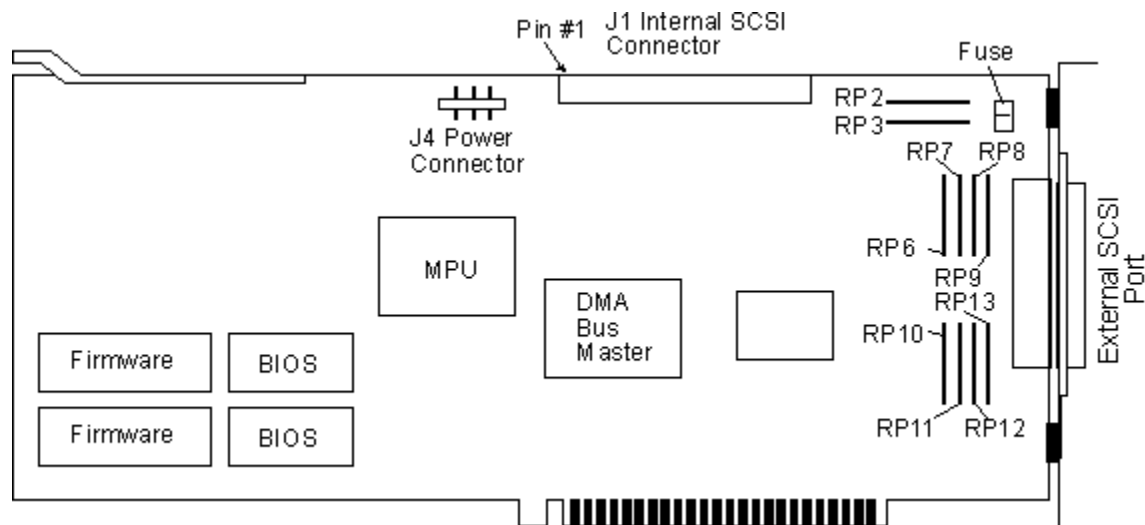 Pin #1
J1 Internal SCSI
Connector
Fuse
RP2
RP3
J4 Power
Connector
RP7
RP8
RP6
RP9
RP13
RP10
RP11
RP12
External SCSI
Port
MPU
DMA
Bus
Master
Firmware
BIOS
Firmware
BIOS